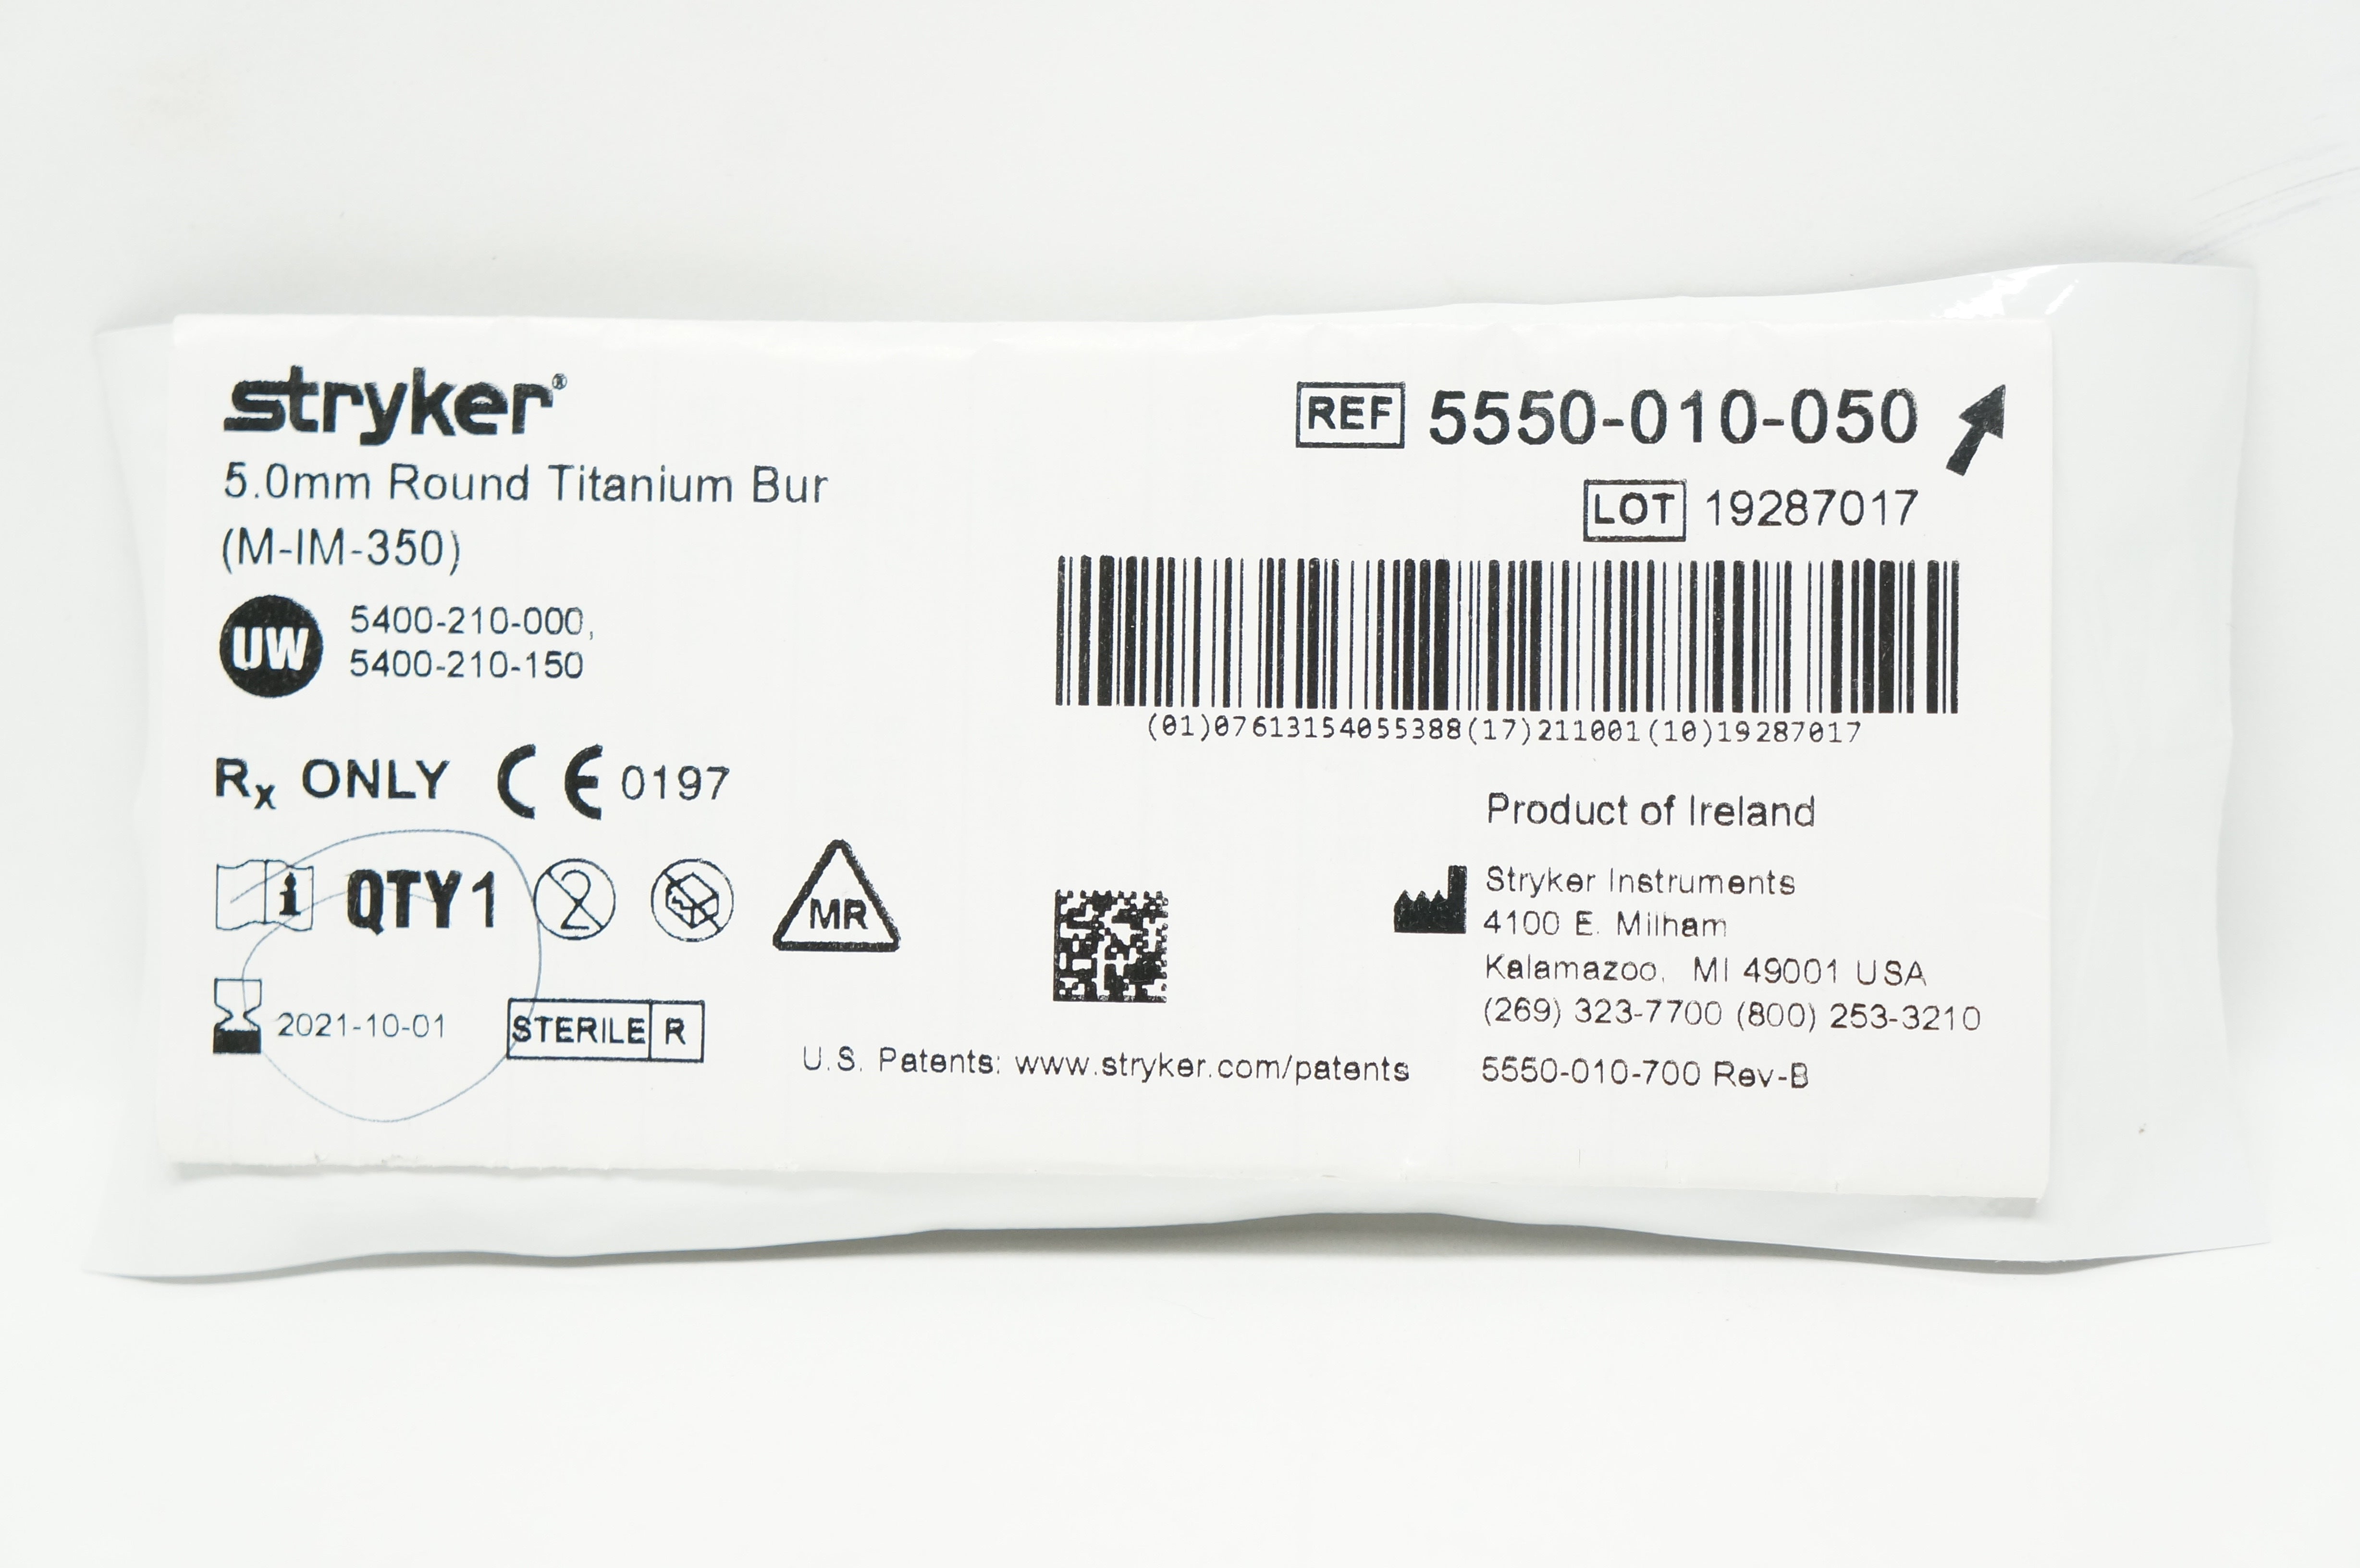 stryker®
5.0mm Round Titanium Bur
(M-IM-350)
UW 5400-210-000,
5400-210-150
Rx ONLY CE 0197
i QTY 1 2 MR
2021-10-01 STERILE R
REF 5550-010-050
LOT 19287017
(01)07613154055388(17)211001(10)19287017
Product of Ireland
Stryker Instruments
4100 E. Milham
Kalamazoo, MI 49001 USA
(269) 323-7700 (800) 253-3210
U.S. Patents: www.stryker.com/patents
5550-010-700 Rev-B